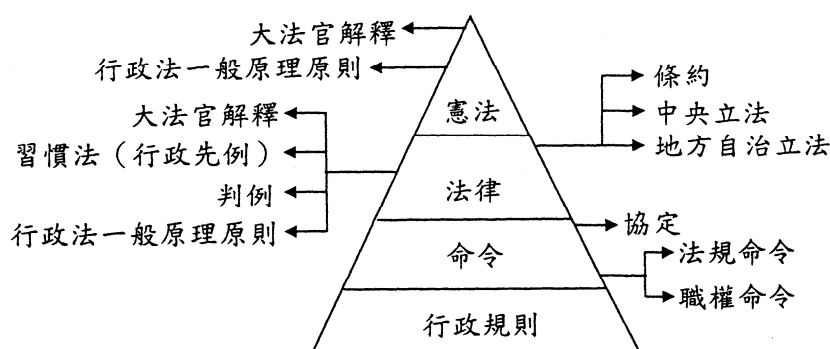 大法官解釋
行政法一般原理原則
憲法
條約
中央立法
地方自治立法
大法官解釋
習慣法（行政先例）
判例
行政法一般原理原則
法律
協定
命令
法規命令
職權命令
行政規則